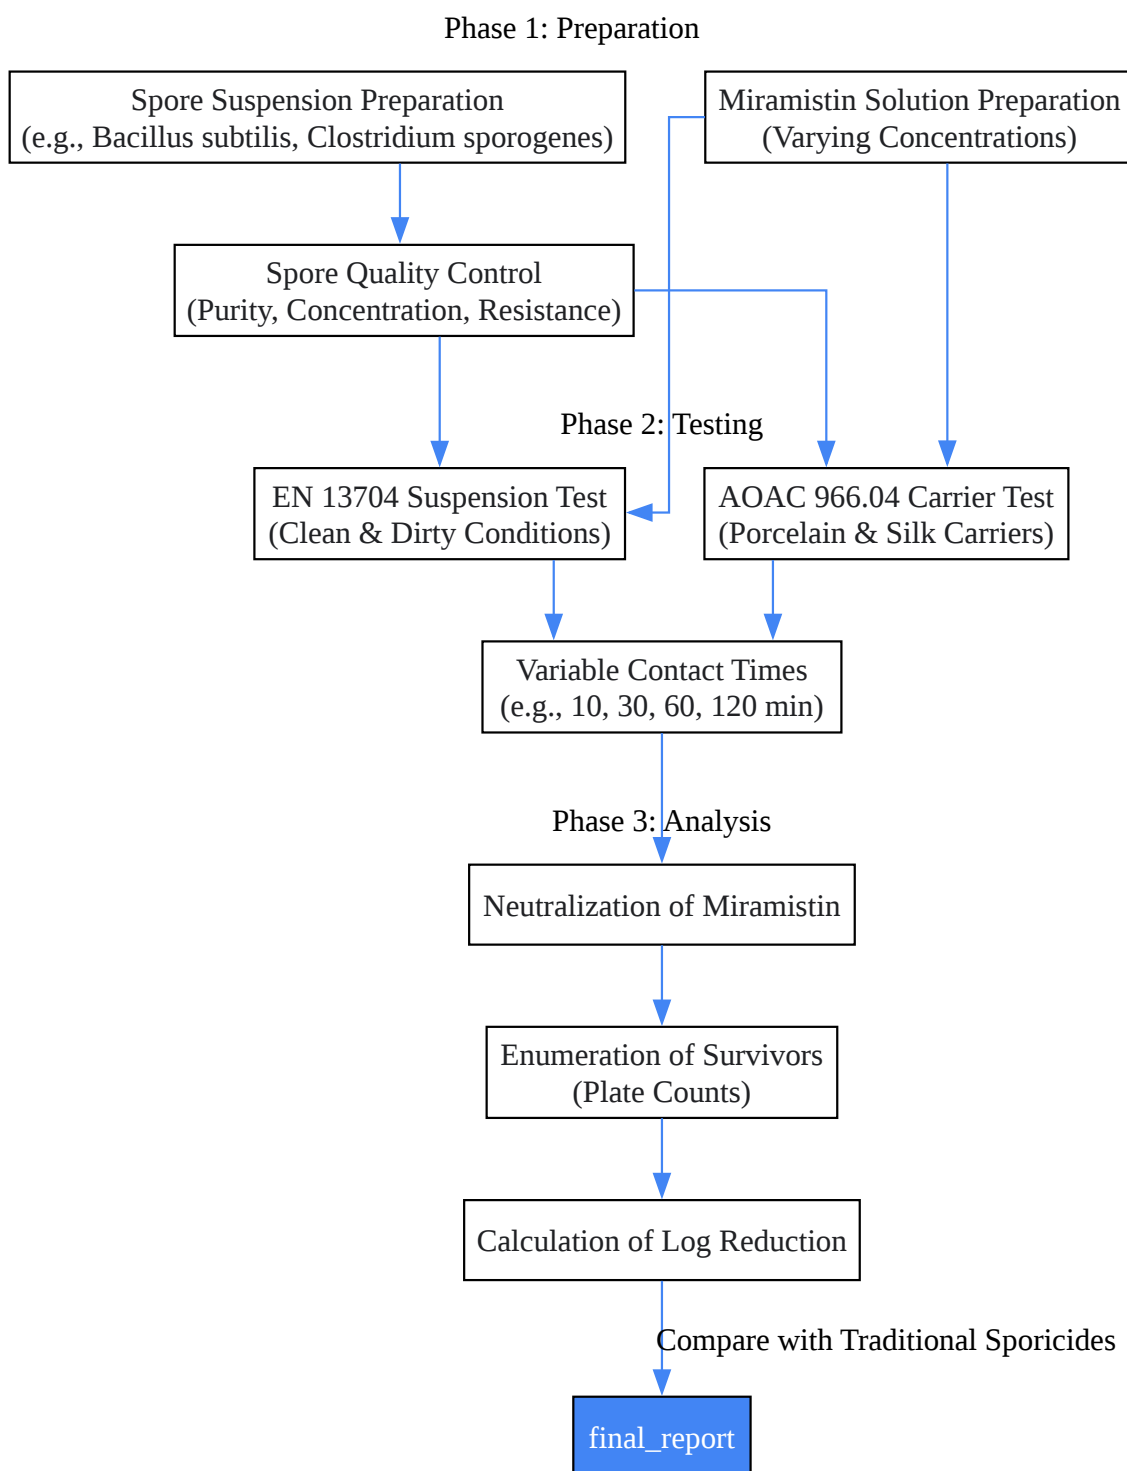 Phase 1: Preparation
Spore Suspension Preparation
(e.g., Bacillus subtilis, Clostridium sporogenes)
Miramistin Solution Preparation
(Varying Concentrations)
Spore Quality Control
(Purity, Concentration, Resistance)
Phase 2: Testing
EN 13704 Suspension Test
(Clean & Dirty Conditions)
AOAC 966.04 Carrier Test
(Porcelain & Silk Carriers)
Variable Contact Times
(e.g., 10, 30, 60, 120 min)
Phase 3: Analysis
Neutralization of Miramistin
Enumeration of Survivors
(Plate Counts)
Calculation of Log Reduction
Compare with Traditional Sporicides
final_report